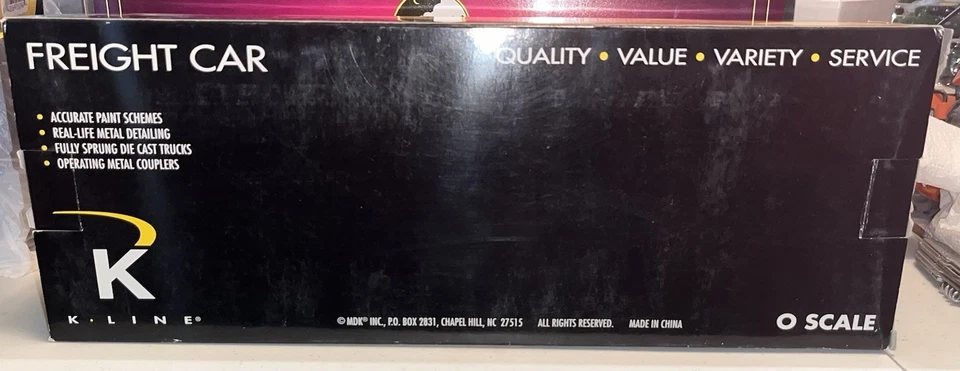 FREIGHT CAR
QUALITY • VALUE • VARIETY • SERVICE
• ACCURATE PAINT SCHEMES
• REAL-LIFE METAL DETAILING
• FULLY SPRUNG DIE CAST TRUCKS
• OPERATING METAL COUPLERS
K
K·LINE®
© MDK® INC., P.O. BOX 2831, CHAPEL HILL, NC 27515 ALL RIGHTS RESERVED. MADE IN CHINA
O SCALE